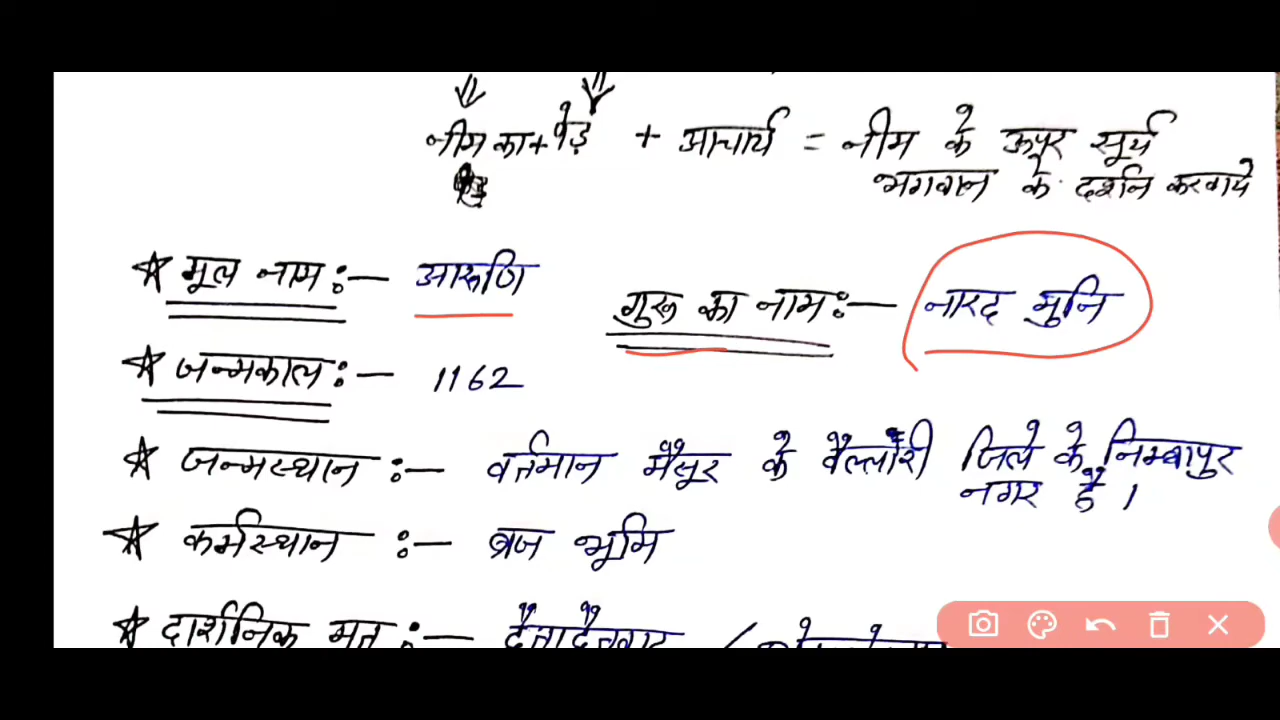 नीम का + पेड़ + आचार्य = नीम के ऊपर सूर्य
भगवान के दर्शन करवाये
★ मूल नाम :— आरूणि
गुरू का नाम :— नारद मुनि
★ जन्मकाल :— 1162
★ जन्मस्थान :— वर्तमान मैसूर के वैल्लोरी जिले के निम्बापुर
नगर है ।
★ कर्मस्थान :— ब्रज भूमि
★ दार्शनिक मत :— द्वैताद्वैतवाद /